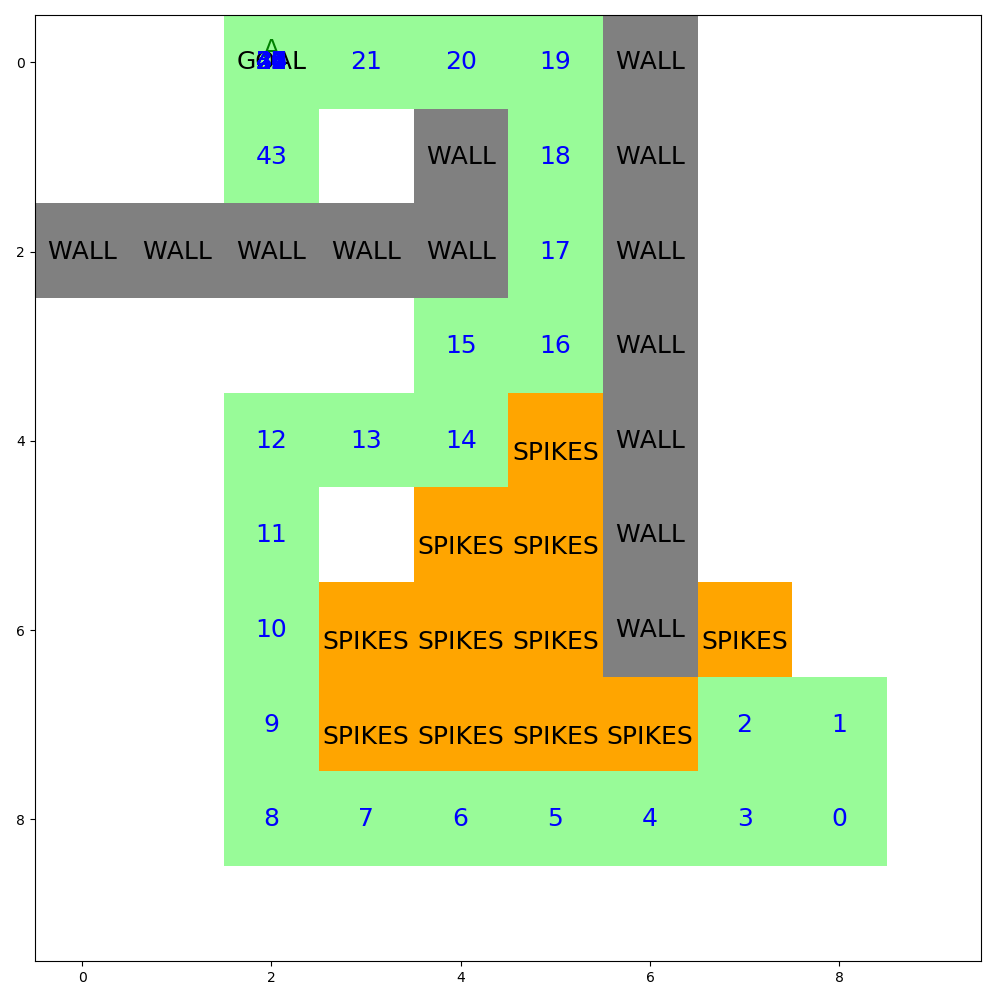 A
0 GOAL 21 20 19 WALL
43 WALL 18 WALL
2 WALL WALL WALL WALL WALL 17 WALL
15 16 WALL
4 12 13 14 SPIKES WALL
11 SPIKES SPIKES WALL
6 10 SPIKES SPIKES SPIKES WALL SPIKES
9 SPIKES SPIKES SPIKES SPIKES 2 1
8 8 7 6 5 4 3 0
0 2 4 6 8